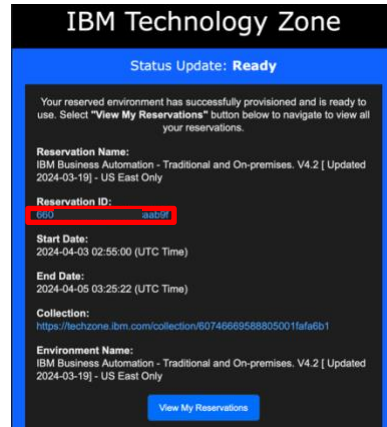 IBM Technology Zone
Status Update: Ready
Your reserved environment has successfully provisioned and is ready to
use. Select "View My Reservations" button below to navigate to view all
your reservations.
Reservation Name:
IBM Business Automation - Traditional and On-premises. V4.2 [ Updated
2024-03-19] - US East Only
Reservation ID:
660 aab9f
Start Date:
2024-04-03 02:55:00 (UTC Time)
End Date:
2024-04-05 03:25:22 (UTC Time)
Collection:
https://techzone.ibm.com/collection/60746669588805001fafa6b1
Environment Name:
IBM Business Automation - Traditional and On-premises. V4.2 [ Updated
2024-03-19] - US East Only
View My Reservations